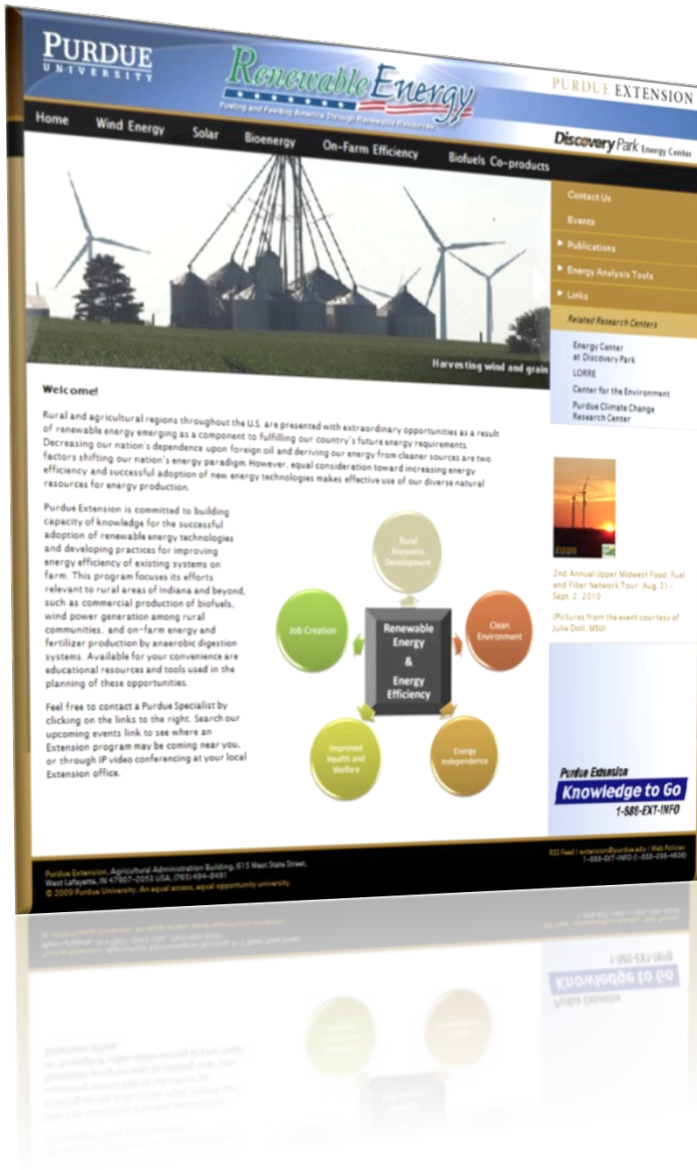 PURDUE
UNIVERSITY
Renewable Energy
Fueling and Feeding America Through Renewable Resources
PURDUE EXTENSION
Discovery Park Energy Center
Home
Wind Energy
Solar
Bioenergy
On-Farm Efficiency
Biofuels Co-products
Harvesting wind and grain
Contact Us
Events
Publications
Energy Analysis Tools
Links
Related Research Centers
Energy Center
at Discovery Park
LORRE
Center for the Environment
Purdue Climate Change
Research Center
Welcome!
Rural and agricultural regions throughout the U.S. are presented with extraordinary opportunities as a result
of renewable energy emerging as a component to fulfilling our country's future energy requirements.
Decreasing our nation's dependence upon foreign oil and deriving our energy from cleaner sources are two
factors shifting our nation's energy paradigm. However, equal consideration toward increasing energy
efficiency and successful adoption of new energy technologies makes effective use of our diverse natural
resources for energy production.
Purdue Extension is committed to building
capacity of knowledge for the successful
adoption of renewable energy technologies
and developing practices for improving
energy efficiency of existing systems on
farm. This program focuses its efforts
relevant to rural areas of Indiana and beyond,
such as commercial production of biofuels,
wind power generation among rural
communities, and on-farm energy and
fertilizer production by anaerobic digestion
systems. Available for your convenience are
educational resources and tools used in the
planning of these opportunities.
Feel free to contact a Purdue Specialist by
clicking on the links to the right. Search our
upcoming events link to see where an
Extension program may be coming near you,
or through IP video conferencing at your local
Extension office.
Rural
Economic
Development
Job Creation
Renewable
Energy
&
Energy
Efficiency
Clean
Environment
Improved
Health and
Welfare
Energy
Independence
2nd Annual Upper Midwest Food, Fuel
and Fiber Network Tour: Aug. 31 -
Sept. 2, 2010
(Pictures from the event courtesy of
Julie Doll, MSU)
Purdue Extension
Knowledge to Go
1-888-EXT-INFO
Purdue Extension, Agricultural Administration Building, 615 West State Street,
West Lafayette, IN 47907-2053 USA, (765) 494-8491
© 2009 Purdue University. An equal access, equal opportunity university.
RSS Feed | extension@purdue.edu | Web Policies
1-888-EXT-INFO (1-888-398-4636)